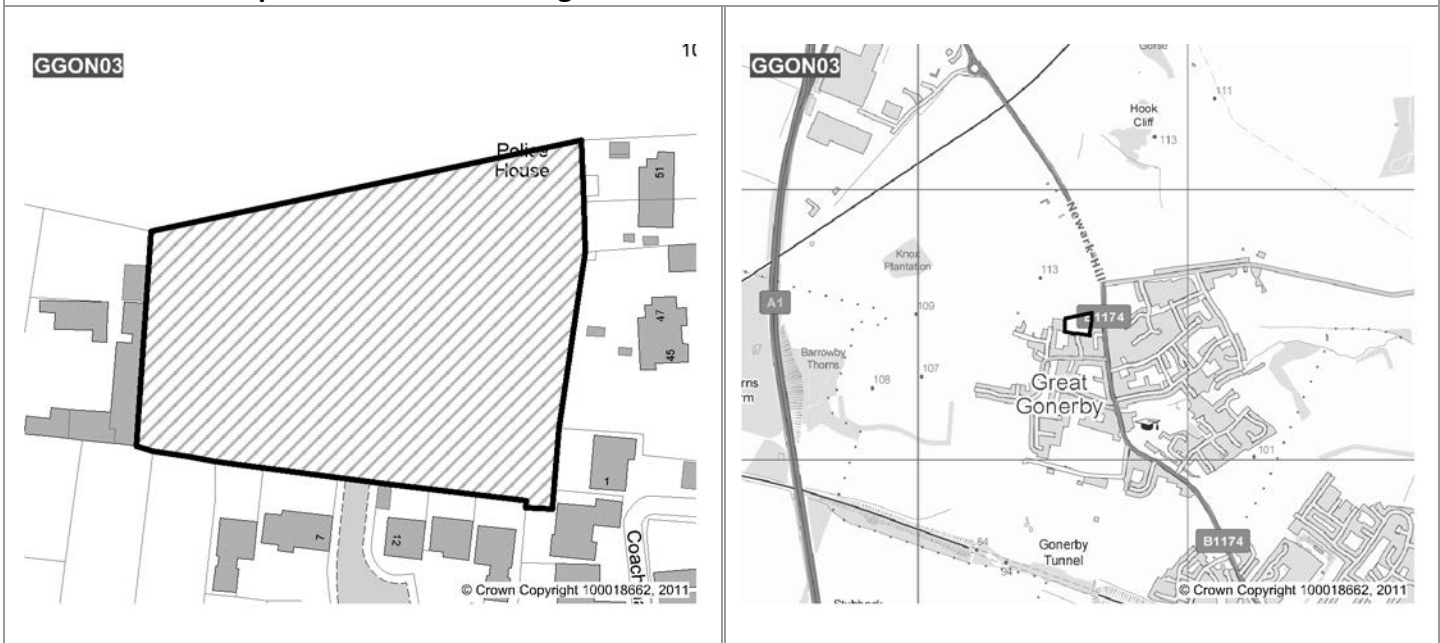 GGON03
Police
House
51
47
45
1
7
12
© Crown Copyright 100018662, 2011
GGON03
Gorse
111
Hook
Cliff
113
Newark Hill
Knox
Plantation
113
A1
109
B1174
Barrowby
Thorns
108
107
Great
Gonerby
101
84
94
Gonerby
Tunnel
B1174
© Crown Copyright 100018662, 2011